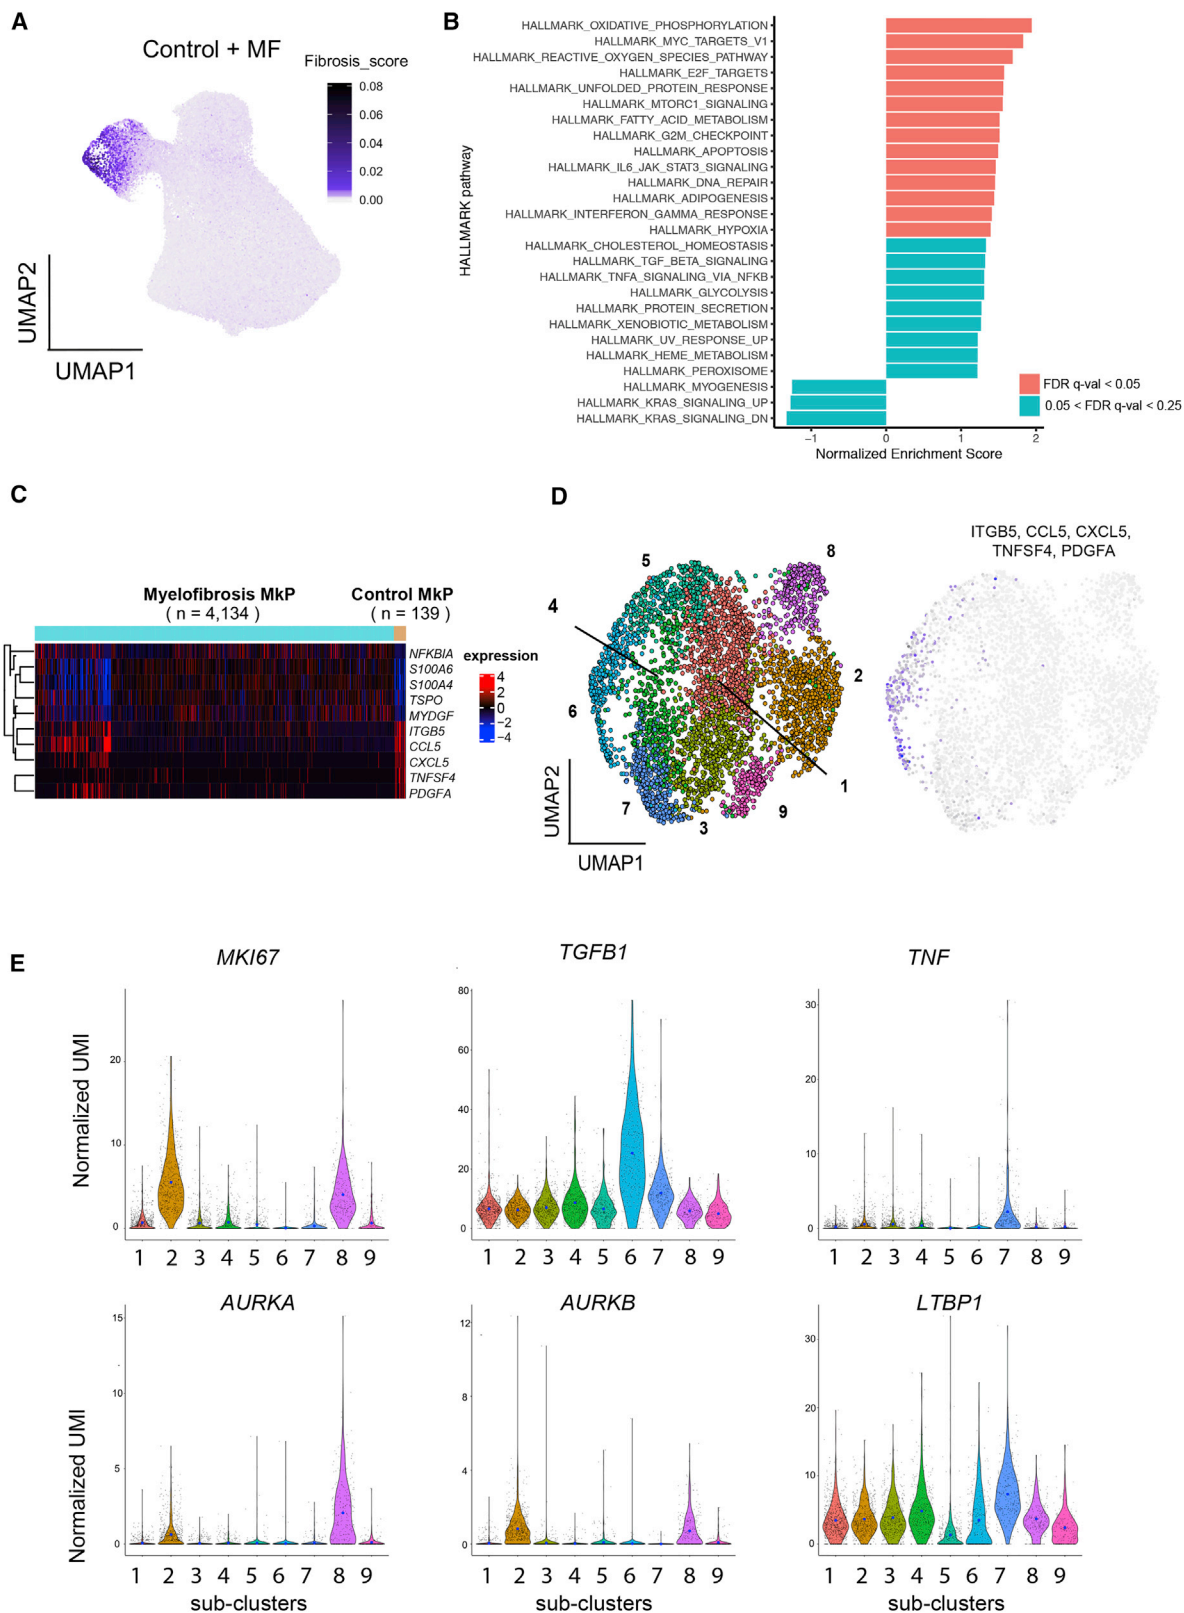 A
Control + MF
Fibrosis_score
0.08
0.06
0.04
0.02
0.00
UMAP2
UMAP1
B
HALLMARK pathway
HALLMARK_OXIDATIVE_PHOSPHORYLATION
HALLMARK_MYC_TARGETS_V1
HALLMARK_REACTIVE_OXYGEN_SPECIES_PATHWAY
HALLMARK_E2F_TARGETS
HALLMARK_UNFOLDED_PROTEIN_RESPONSE
HALLMARK_MTORC1_SIGNALING
HALLMARK_FATTY_ACID_METABOLISM
HALLMARK_G2M_CHECKPOINT
HALLMARK_APOPTOSIS
HALLMARK_IL6_JAK_STAT3_SIGNALING
HALLMARK_DNA_REPAIR
HALLMARK_ADIPOGENESIS
HALLMARK_INTERFERON_GAMMA_RESPONSE
HALLMARK_HYPOXIA
HALLMARK_CHOLESTEROL_HOMEOSTASIS
HALLMARK_TGF_BETA_SIGNALING
HALLMARK_TNFA_SIGNALING_VIA_NFKB
HALLMARK_GLYCOLYSIS
HALLMARK_PROTEIN_SECRETION
HALLMARK_XENOBIOTIC_METABOLISM
HALLMARK_UV_RESPONSE_UP
HALLMARK_HEME_METABOLISM
HALLMARK_PEROXISOME
HALLMARK_MYOGENESIS
HALLMARK_KRAS_SIGNALING_UP
HALLMARK_KRAS_SIGNALING_DN
FDR q-val < 0.05
0.05 < FDR q-val < 0.25
−1 0 1 2
Normalized Enrichment Score
C
Myelofibrosis MkP
( n = 4,134 )
Control MkP
( n = 139 )
NFKBIA
S100A6
S100A4
TSPO
MYDGF
ITGB5
CCL5
CXCL5
TNFSF4
PDGFA
expression
4
2
0
−2
−4
D
5
8
4
2
6
1
7
3
9
UMAP2
UMAP1
ITGB5, CCL5, CXCL5,
TNFSF4, PDGFA
E
MKI67
Normalized UMI
20
10
0
1 2 3 4 5 6 7 8 9
TGFB1
80
60
40
20
0
1 2 3 4 5 6 7 8 9
TNF
30
20
10
0
1 2 3 4 5 6 7 8 9
AURKA
Normalized UMI
15
10
5
0
1 2 3 4 5 6 7 8 9
sub-clusters
AURKB
12
8
4
0
1 2 3 4 5 6 7 8 9
sub-clusters
LTBP1
30
20
10
0
1 2 3 4 5 6 7 8 9
sub-clusters